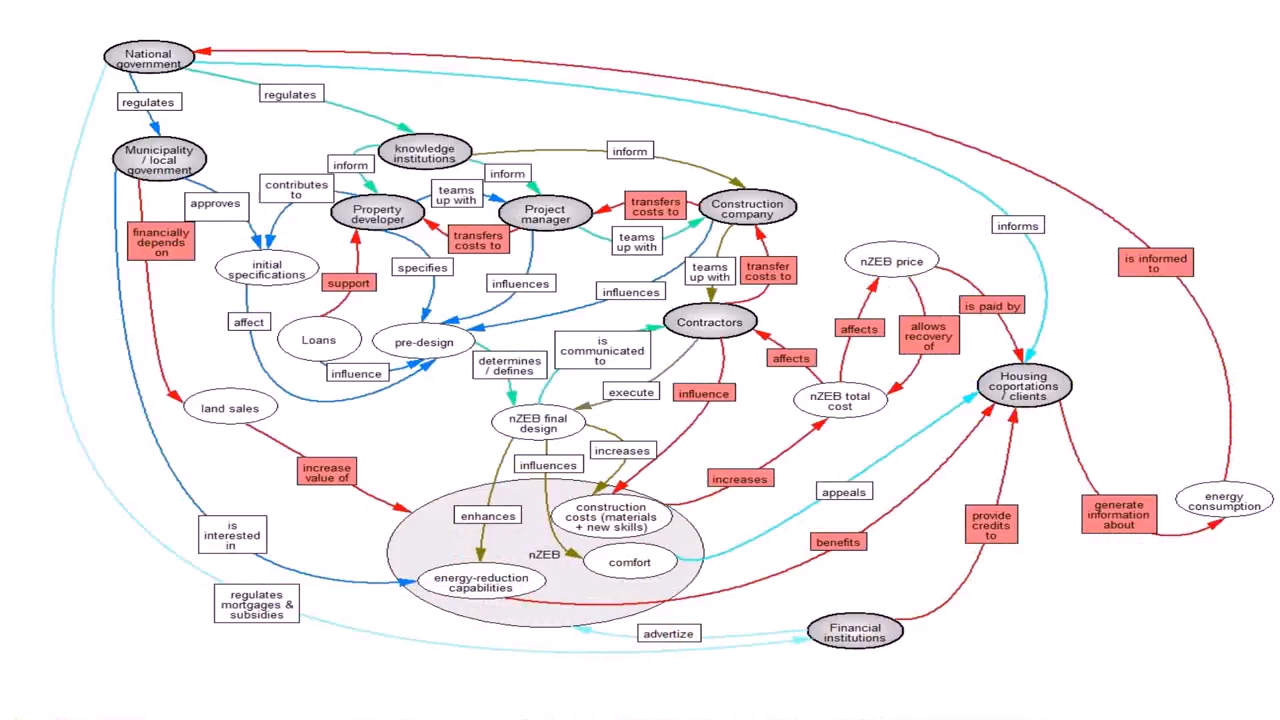 National
government
regulates
regulates
Municipality
/ local
government
knowledge
institutions
inform
inform
inform
contributes
to
teams
up with
approves
Property
developer
Project
manager
transfers
costs to
Construction
company
financially
depends
on
transfers
costs to
teams
up with
informs
initial
specifications
specifies
support
influences
influences
teams
up with
transfer
costs to
nZEB price
is informed
to
affect
Loans
pre-design
Contractors
is paid by
affects
allows
recovery
of
is
communicated
to
determines
/ defines
influence
affects
execute
influence
nZEB total
cost
Housing
coportations
/ clients
land sales
nZEB final
design
increases
influences
increase
value of
increases
appeals
energy
consumption
generate
information
about
provide
credits
to
enhances
construction
costs (materials
+ new skills)
is
interested
in
benefits
nZEB
comfort
energy-reduction
capabilities
regulates
mortgages &
subsidies
advertize
Financial
institutions